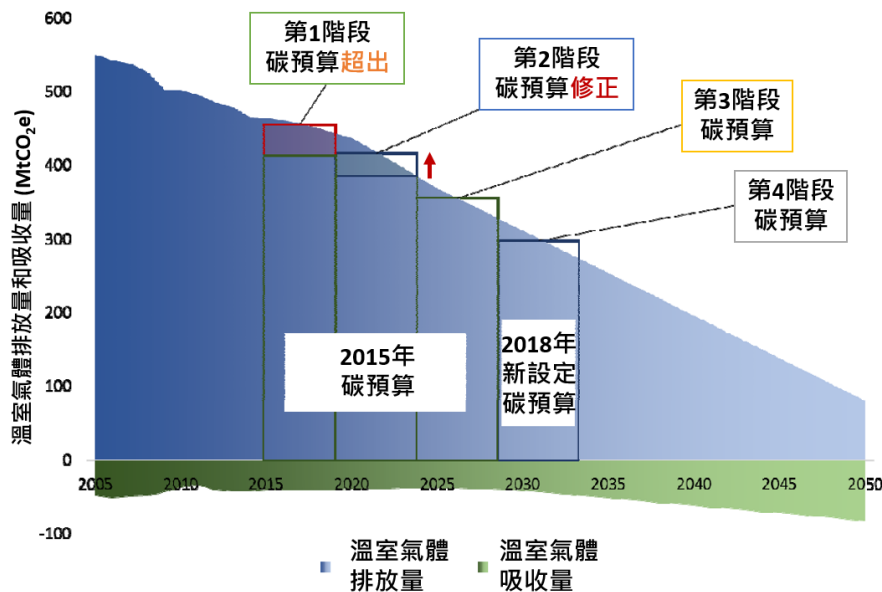 600
500
400
300
200
100
0
-100
溫室氣體排放量和吸收量 (MtCO₂e)
第1階段
碳預算超出
第2階段
碳預算修正
第3階段
碳預算
第4階段
碳預算
2015年
碳預算
2018年
新設定
碳預算
2005 2010 2015 2020 2025 2030 2035 2040 2045 2050
溫室氣體
排放量
溫室氣體
吸收量